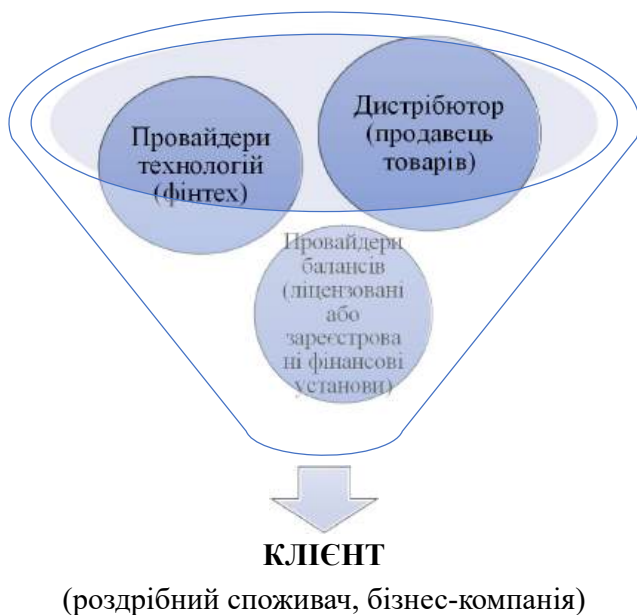 Провайдери
технологій
(фінтех)
Дистрібютор
(продавець
товарів)
Провайдери
балансів
(ліцензовані
або
зареєстрова
ні фінансові
установи)
КЛІЄНТ
(роздрібний споживач, бізнес-компанія)